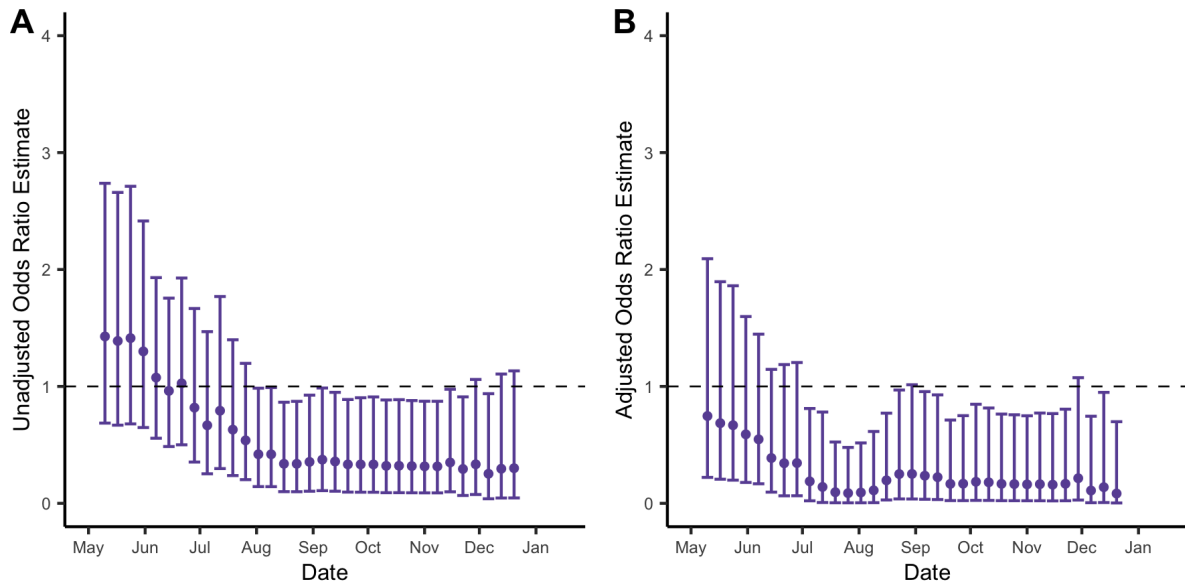 A
Unadjusted Odds Ratio Estimate
4
3
2
1
0
May Jun Jul Aug Sep Oct Nov Dec Jan
Date
B
Adjusted Odds Ratio Estimate
4
3
2
1
0
May Jun Jul Aug Sep Oct Nov Dec Jan
Date